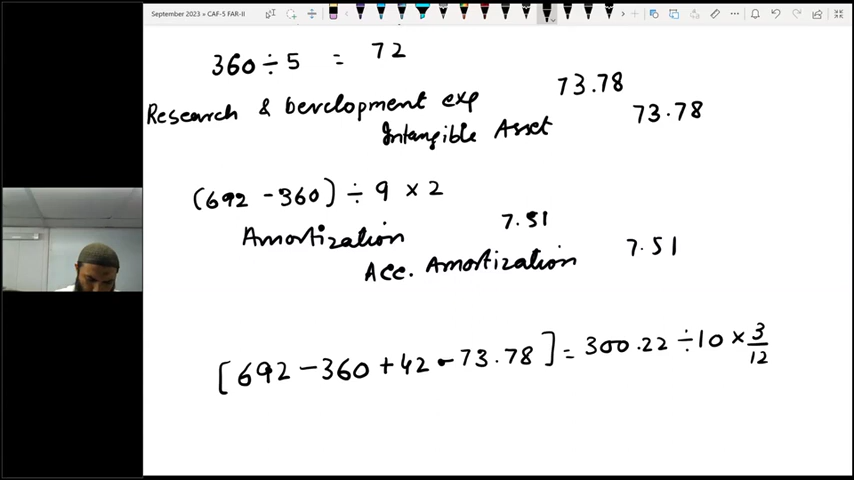 September 2023 » CAF-5 FAR-II
360 ÷ 5 = 72
Research & Development exp 73.78
Intangible Asset 73.78
(692 - 360) ÷ 9 × 2
Amortization 7.51
Acc. Amortization 7.51
[692 - 360 + 42 - 73.78] = 300.22 ÷ 10 × 3/12